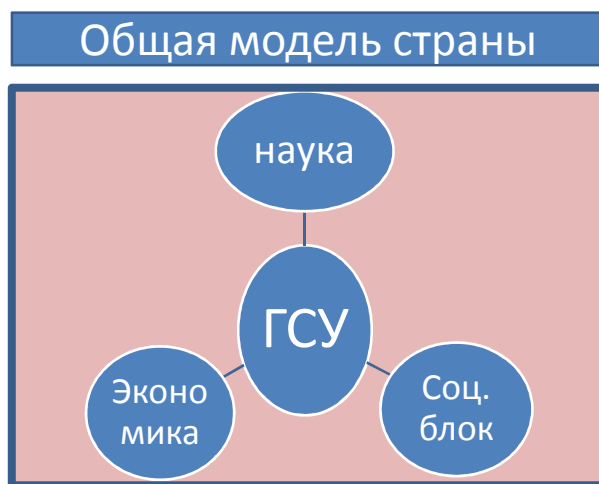 Общая модель страны
наука
ГСУ
Эконо
мика
Соц.
блок